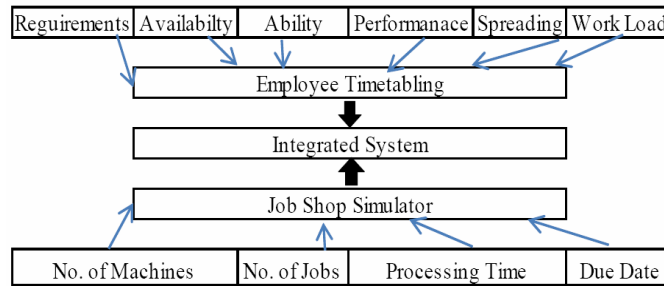 Reguirements Availabilty Ability Performanace Spreading Work Load
Employee Timetabling
Integrated System
Job Shop Simulator
No. of Machines No. of Jobs Processing Time Due Date